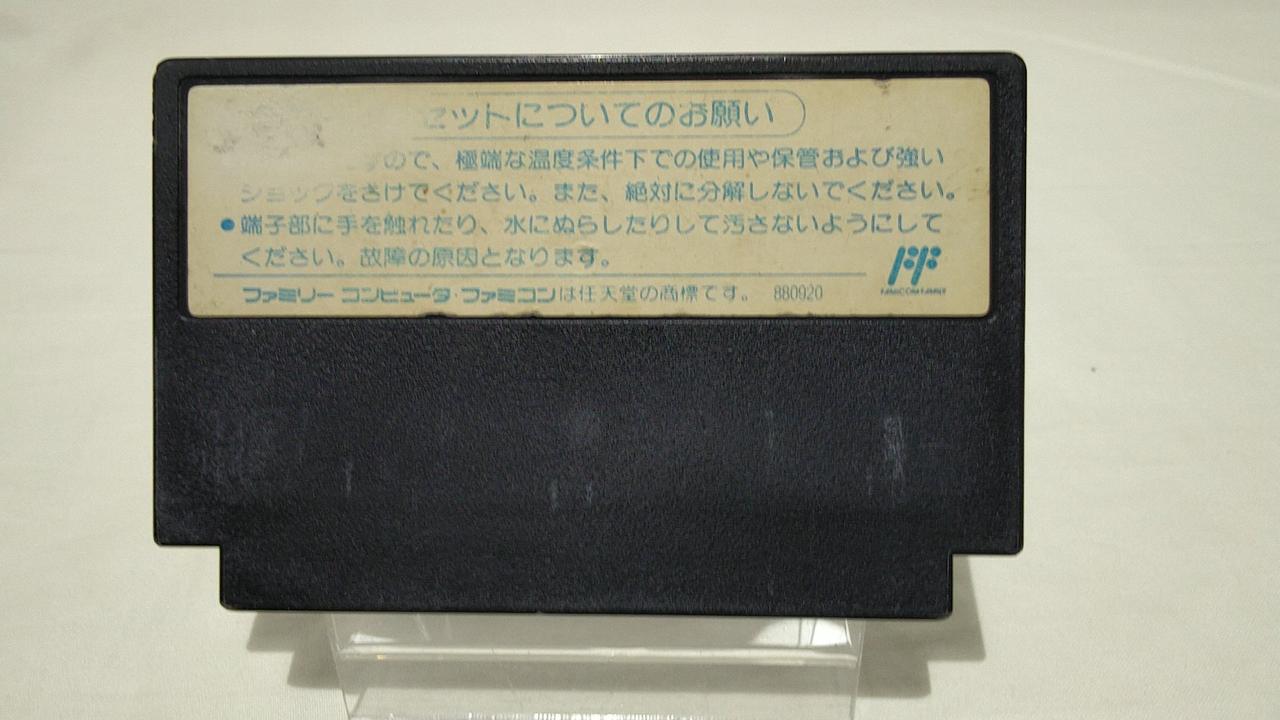 セットについてのお願い
ので、極端な温度条件下での使用や保管および強い
ショックをさけてください。また、絶対に分解しないでください。
●端子部に手を触れたり、水にぬらしたりして汚さないようにして
ください。故障の原因となります。
FAMICOM FAMILY
ファミリー コンピュータ・ファミコンは任天堂の商標です。 880920